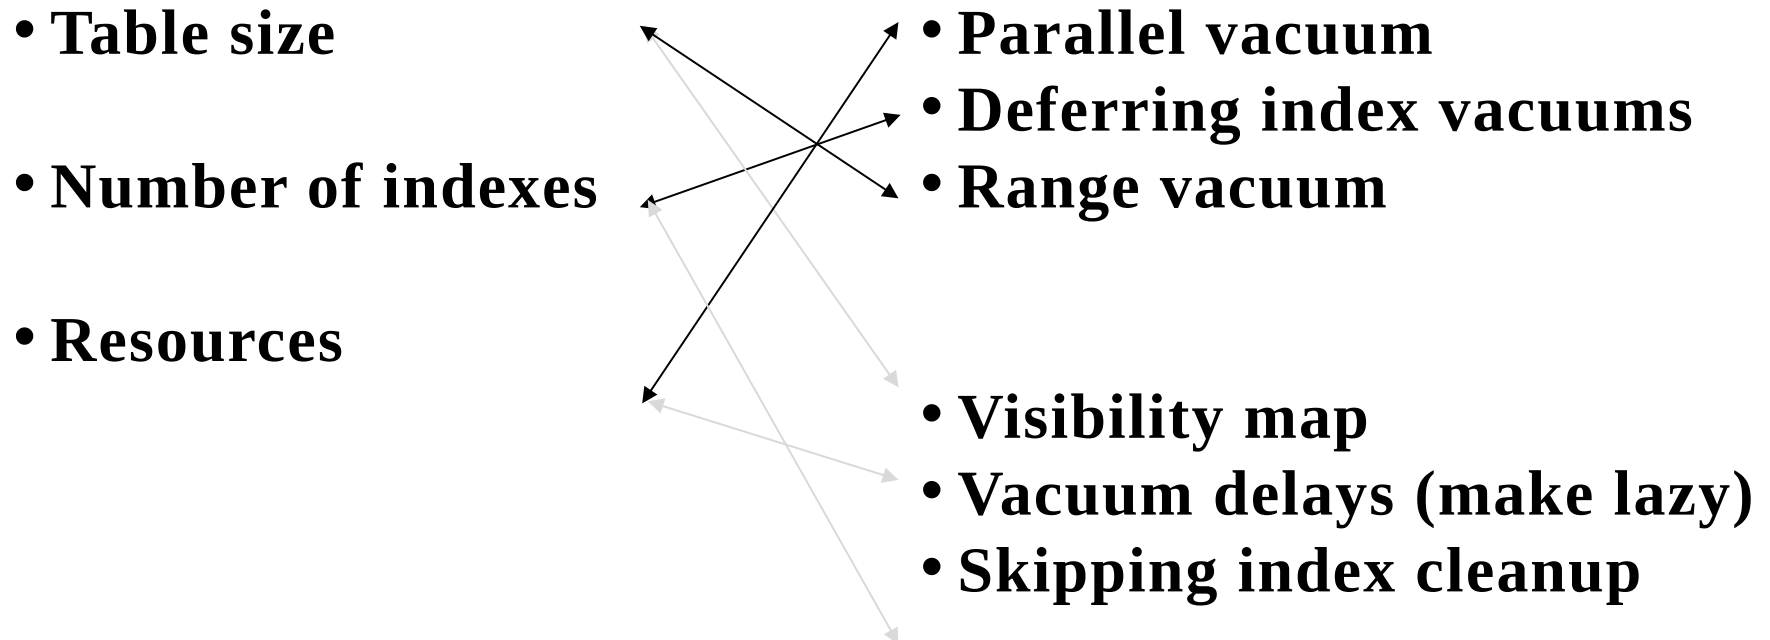 • Table size
• Number of indexes
• Resources
• Parallel vacuum
• Deferring index vacuums
• Range vacuum
• Visibility map
• Vacuum delays (make lazy)
• Skipping index cleanup